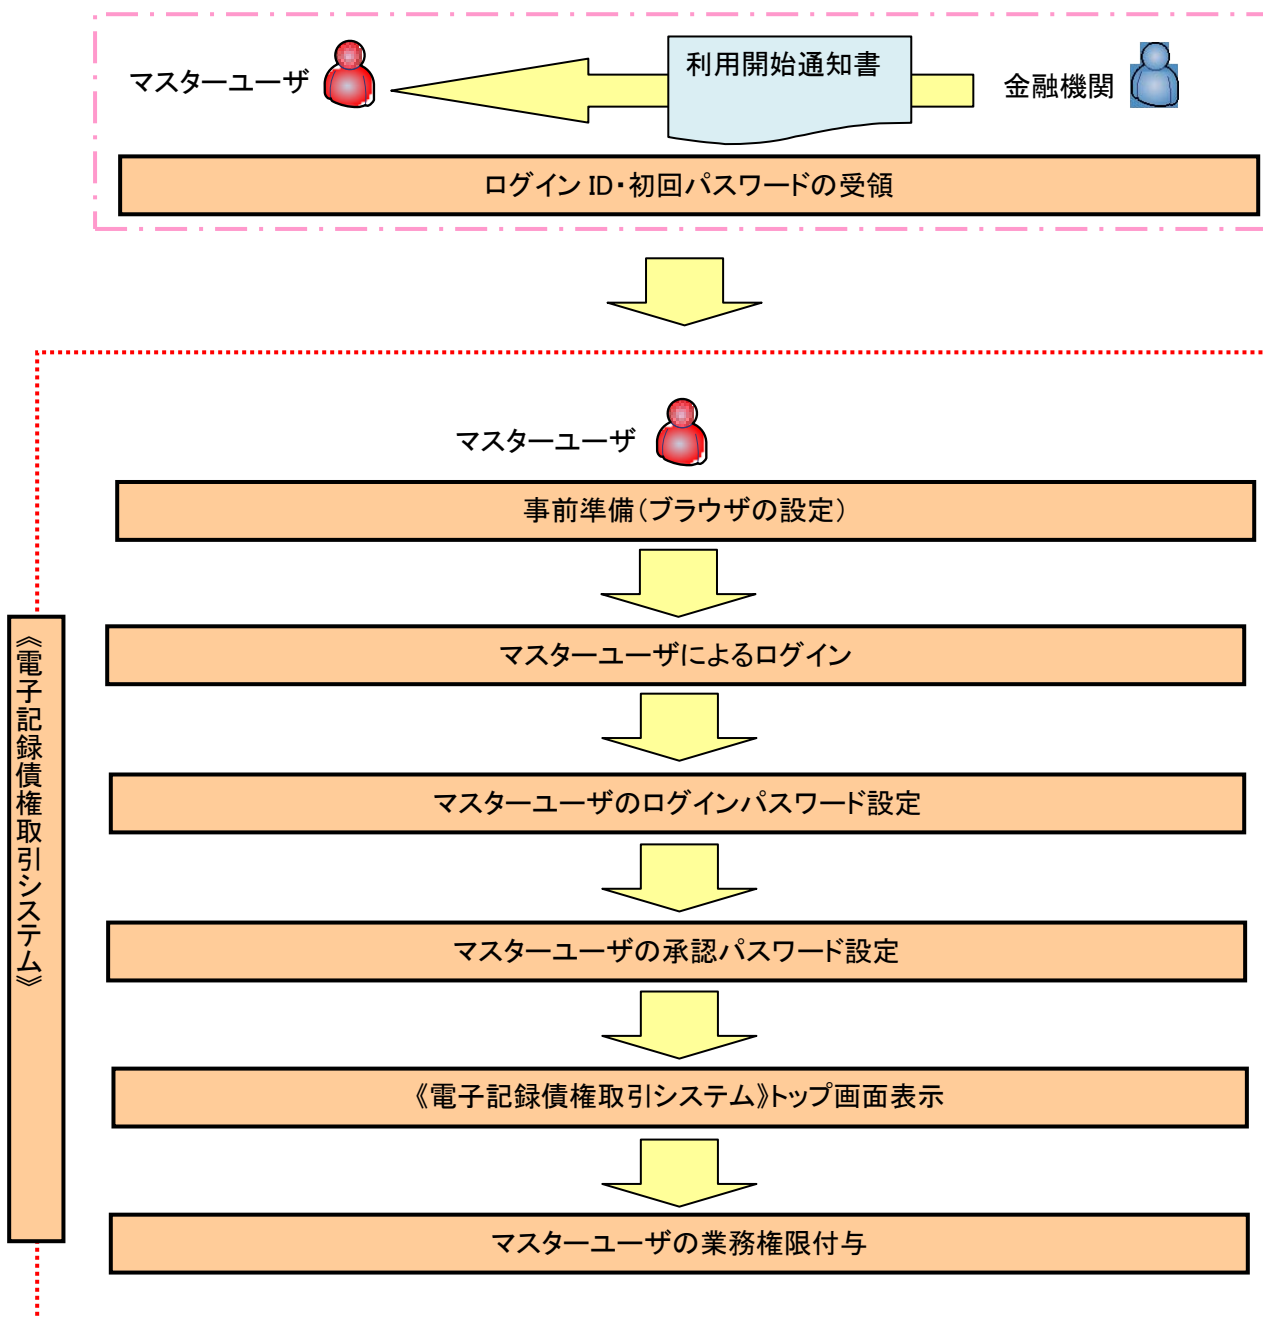 マスターユーザ
利用開始通知書
金融機関
ログイン ID・初回パスワードの受領
マスターユーザ
事前準備(ブラウザの設定)
《電子記録債権取引システム》
マスターユーザによるログイン
マスターユーザのログインパスワード設定
マスターユーザの承認パスワード設定
《電子記録債権取引システム》トップ画面表示
マスターユーザの業務権限付与